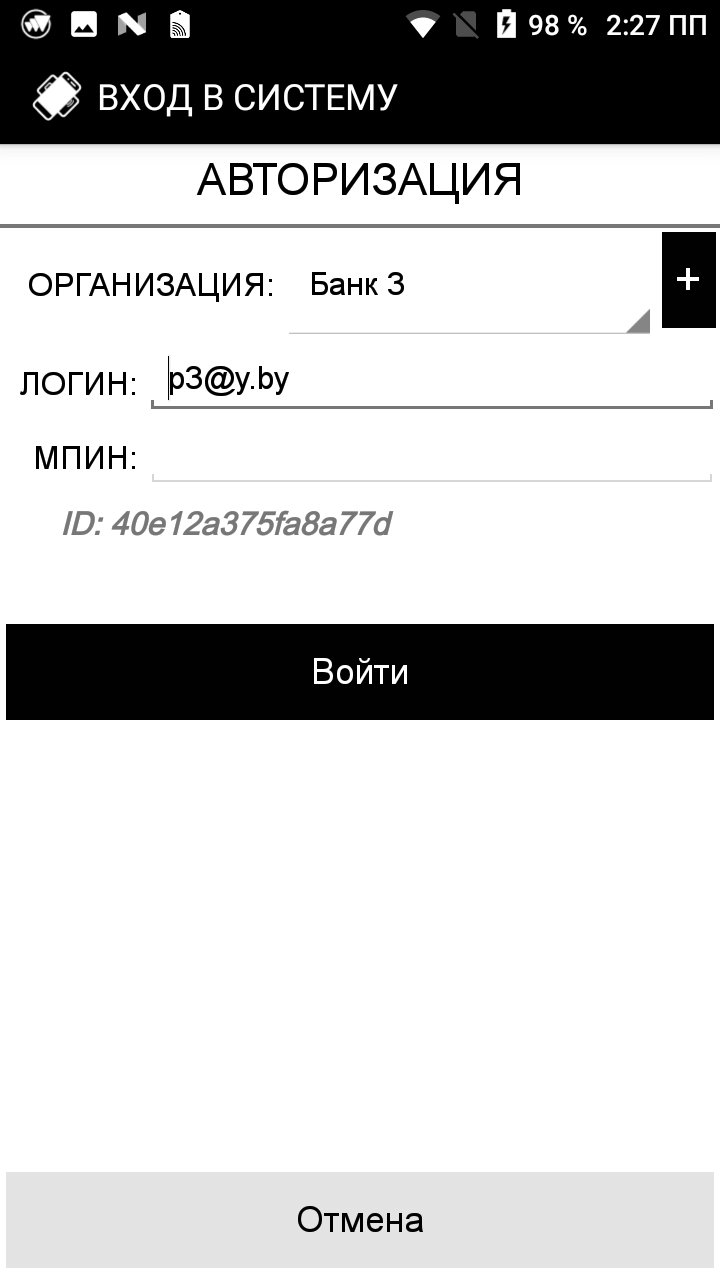 98 % 2:27 ПП
ВХОД В СИСТЕМУ
АВТОРИЗАЦИЯ
ОРГАНИЗАЦИЯ: Банк 3 +
ЛОГИН: p3@y.by
МПИН:
ID: 40e12a375fa8a77d
Войти
Отмена